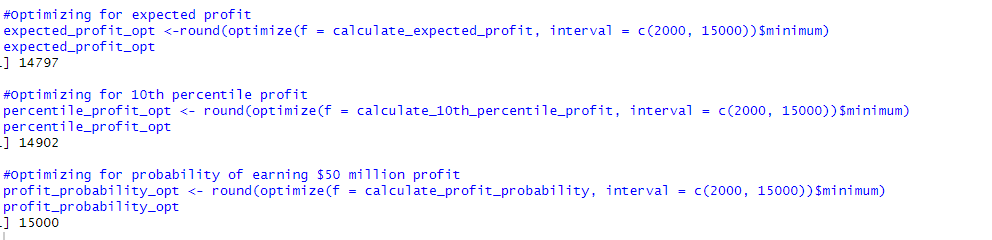 #Optimizing for expected profit
expected_profit_opt <-round(optimize(f = calculate_expected_profit, interval = c(2000, 15000))$minimum)
expected_profit_opt
] 14797
#Optimizing for 10th percentile profit
percentile_profit_opt <- round(optimize(f = calculate_10th_percentile_profit, interval = c(2000, 15000))$minimum)
percentile_profit_opt
] 14902
#Optimizing for probability of earning $50 million profit
profit_probability_opt <- round(optimize(f = calculate_profit_probability, interval = c(2000, 15000))$minimum)
profit_probability_opt
] 15000